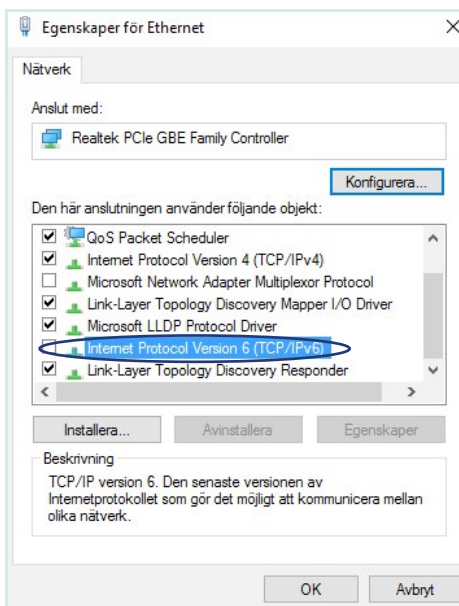 Egenskaper för Ethernet
Nätverk
Anslut med:
Realtek PCIe GBE Family Controller
Konfigurera...
Den här anslutningen använder följande objekt:
QoS Packet Scheduler
Internet Protocol Version 4 (TCP/IPv4)
Microsoft Network Adapter Multiplexor Protocol
Link-Layer Topology Discovery Mapper I/O Driver
Microsoft LLDP Protocol Driver
Internet Protocol Version 6 (TCP/IPv6)
Link-Layer Topology Discovery Responder
Installera... Avinstallera Egenskaper
Beskrivning
TCP/IP version 6. Den senaste versionen av
Internetprotokollet som gör det möjligt att kommunicera mellan
olika nätverk.
OK Avbryt